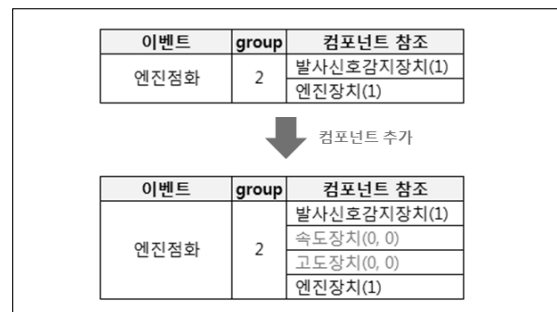 이벤트 group 컴포넌트 참조
엔진점화 2 발사신호감지장치(1)
엔진장치(1)
컴포넌트 추가
이벤트 group 컴포넌트 참조
발사신호감지장치(1)
엔진점화 2 속도장치(0, 0)
고도장치(0, 0)
엔진장치(1)